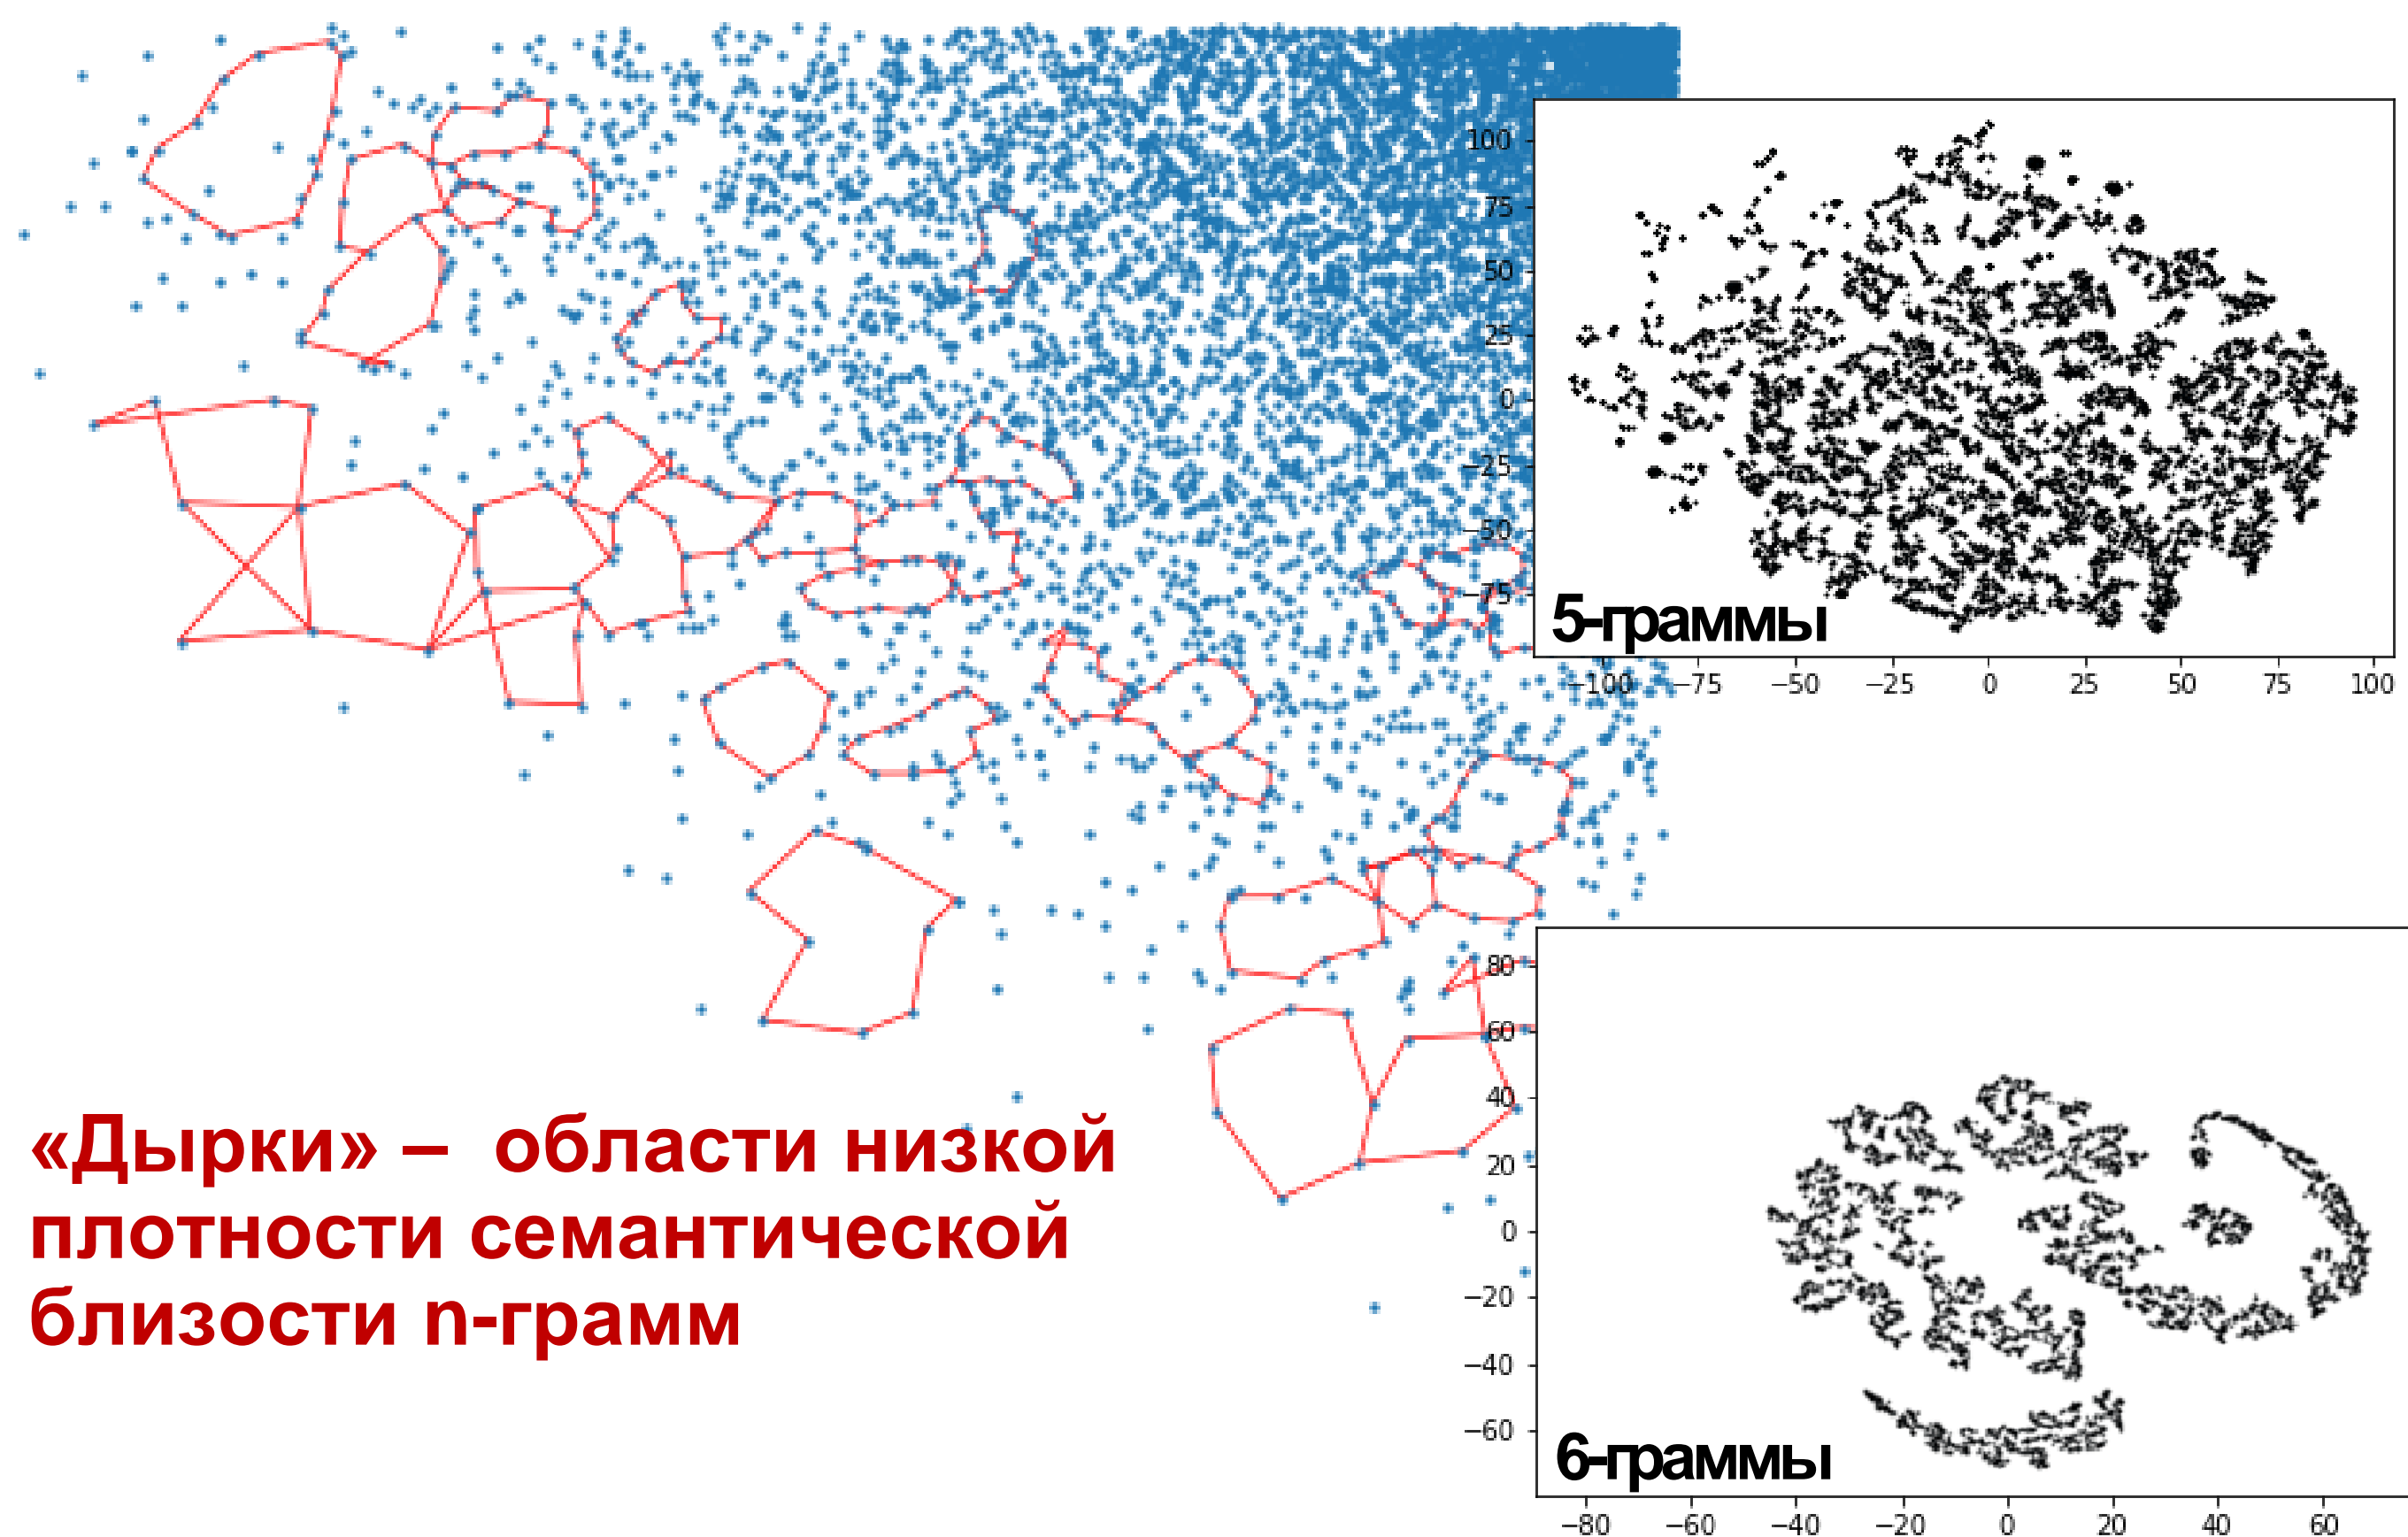 100
75
50
25
0
−25
−50
−75
5-граммы
−100 −75 −50 −25 0 25 50 75 100
«Дырки» – области низкой
плотности семантической
близости n-грамм
80
60
40
20
0
−20
−40
−60
6-граммы
−80 −60 −40 −20 0 20 40 60